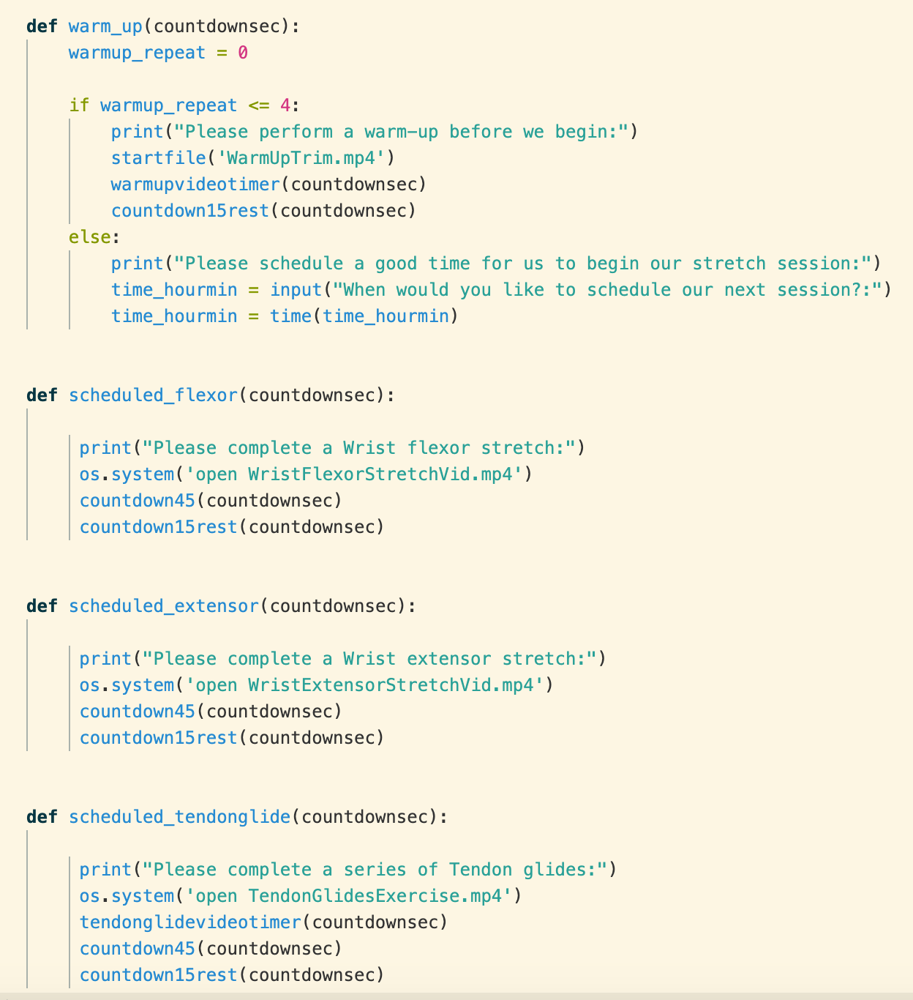 def warm_up(countdownsec):
    warmup_repeat = 0

    if warmup_repeat <= 4:
        print("Please perform a warm-up before we begin:")
        startfile('WarmUpTrim.mp4')
        warmupvideotimer(countdownsec)
        countdown15rest(countdownsec)
    else:
        print("Please schedule a good time for us to begin our stretch session:")
        time_hourmin = input("When would you like to schedule our next session?:")
        time_hourmin = time(time_hourmin)


def scheduled_flexor(countdownsec):

     print("Please complete a Wrist flexor stretch:")
     os.system('open WristFlexorStretchVid.mp4')
     countdown45(countdownsec)
     countdown15rest(countdownsec)


def scheduled_extensor(countdownsec):

     print("Please complete a Wrist extensor stretch:")
     os.system('open WristExtensorStretchVid.mp4')
     countdown45(countdownsec)
     countdown15rest(countdownsec)


def scheduled_tendonglide(countdownsec):

     print("Please complete a series of Tendon glides:")
     os.system('open TendonGlidesExercise.mp4')
     tendonglidevideotimer(countdownsec)
     countdown45(countdownsec)
     countdown15rest(countdownsec)